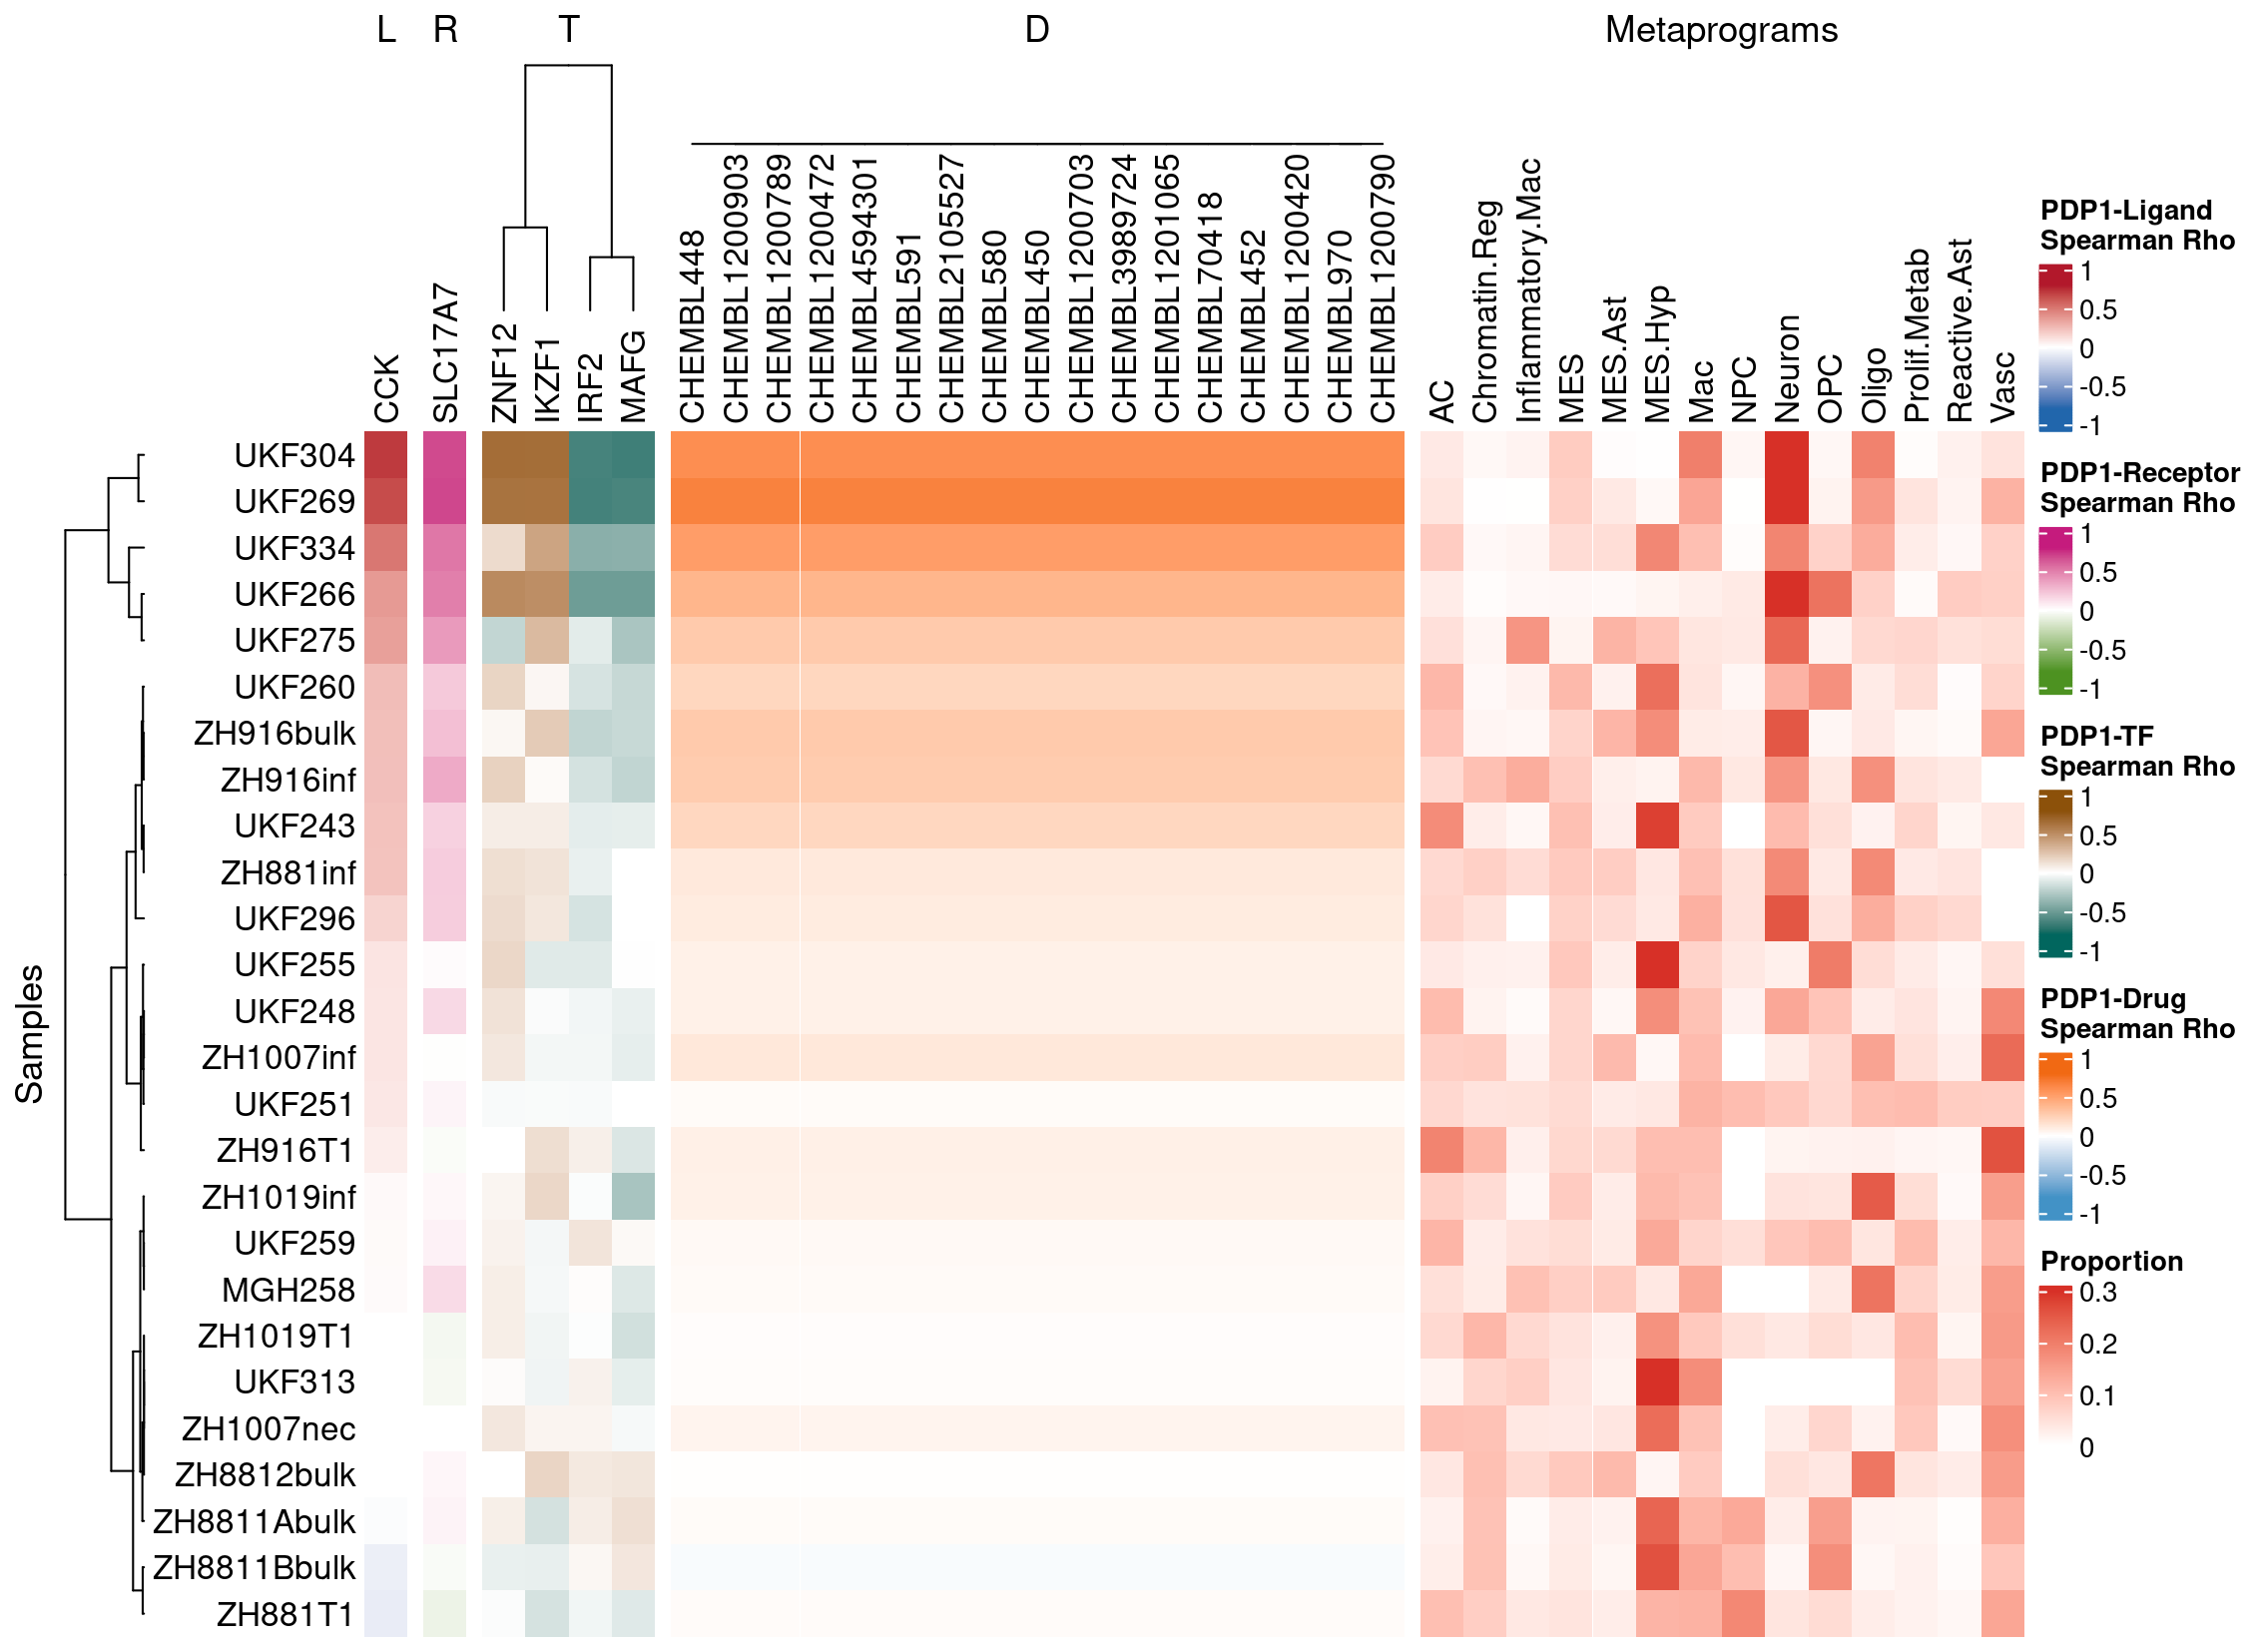 L R T D Metaprograms
CCK
SLC17A7
ZNF12
IKZF1
IRF2
MAFG
CHEMBL448
CHEMBL1200903
CHEMBL1200789
CHEMBL1200472
CHEMBL4594301
CHEMBL591
CHEMBL2105527
CHEMBL580
CHEMBL450
CHEMBL1200703
CHEMBL3989724
CHEMBL1201065
CHEMBL70418
CHEMBL452
CHEMBL1200420
CHEMBL970
CHEMBL1200790
AC
Chromatin.Reg
Inflammatory.Mac
MES
MES.Ast
MES.Hyp
Mac
NPC
Neuron
OPC
Oligo
Prolif.Metab
Reactive.Ast
Vasc
Samples
UKF304
UKF269
UKF334
UKF266
UKF275
UKF260
ZH916bulk
ZH916inf
UKF243
ZH881inf
UKF296
UKF255
UKF248
ZH1007inf
UKF251
ZH916T1
ZH1019inf
UKF259
MGH258
ZH1019T1
UKF313
ZH1007nec
ZH8812bulk
ZH8811Abulk
ZH8811Bbulk
ZH881T1
PDP1-Ligand
Spearman Rho
1
0.5
0
-0.5
-1
PDP1-Receptor
Spearman Rho
1
0.5
0
-0.5
-1
PDP1-TF
Spearman Rho
1
0.5
0
-0.5
-1
PDP1-Drug
Spearman Rho
1
0.5
0
-0.5
-1
Proportion
0.3
0.2
0.1
0